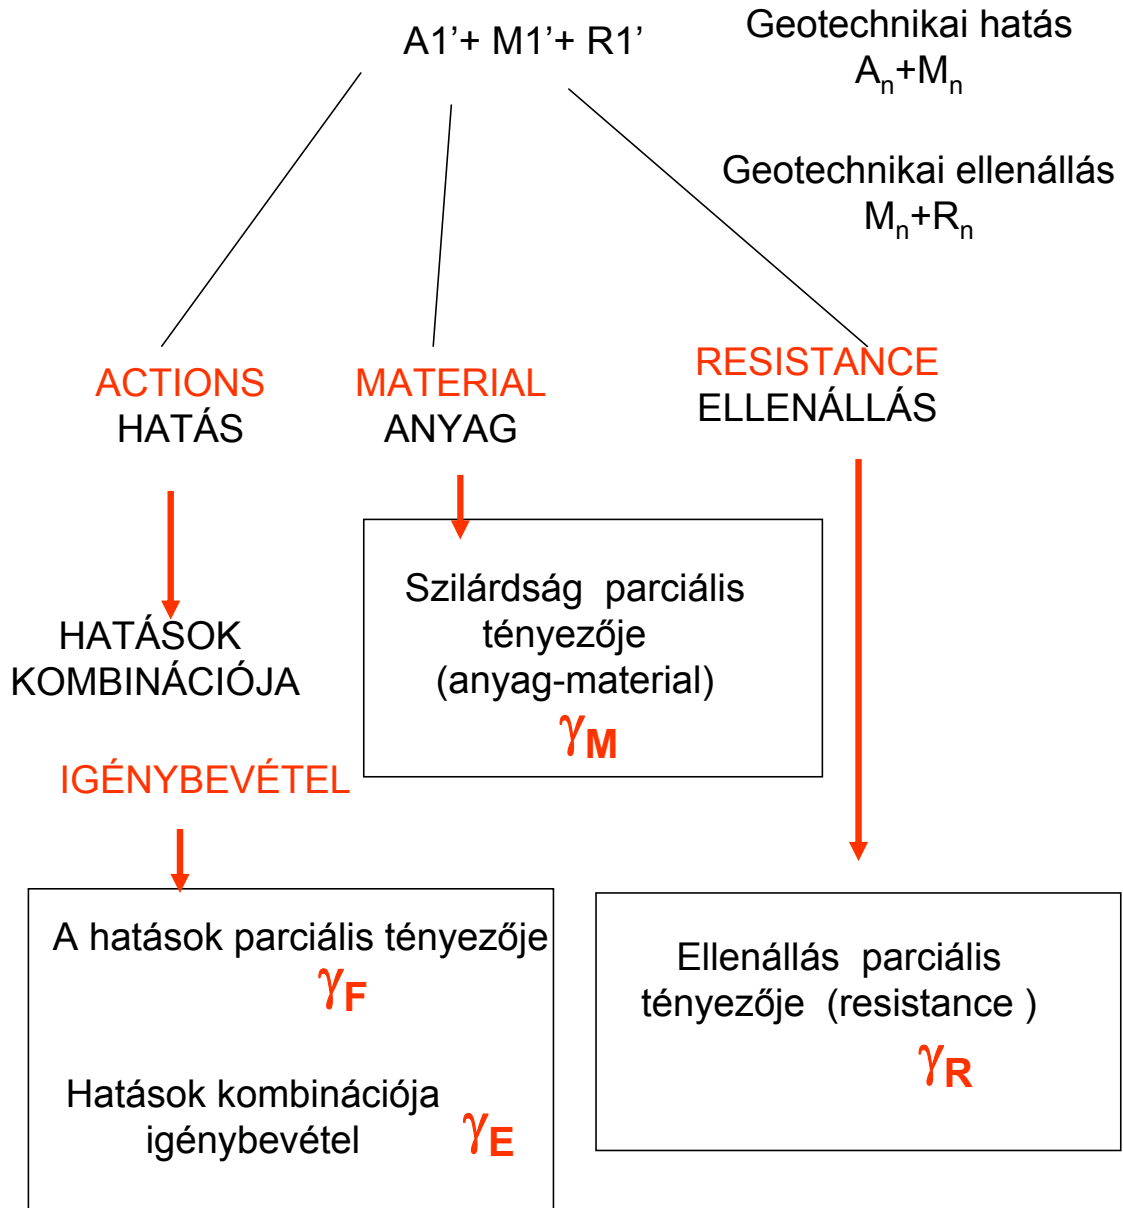 A1’+ M1’+ R1’
Geotechnikai hatás
Aₙ+Mₙ
Geotechnikai ellenállás
Mₙ+Rₙ
ACTIONS
HATÁS
MATERIAL
ANYAG
RESISTANCE
ELLENÁLLÁS
HATÁSOK
KOMBINÁCIÓJA
IGÉNYBEVÉTEL
Szilárdság parciális
tényezője
(anyag-material)
γM
A hatások parciális tényezője
γF
Hatások kombinációja
igénybevétel
γE
Ellenállás parciális
tényezője (resistance )
γR